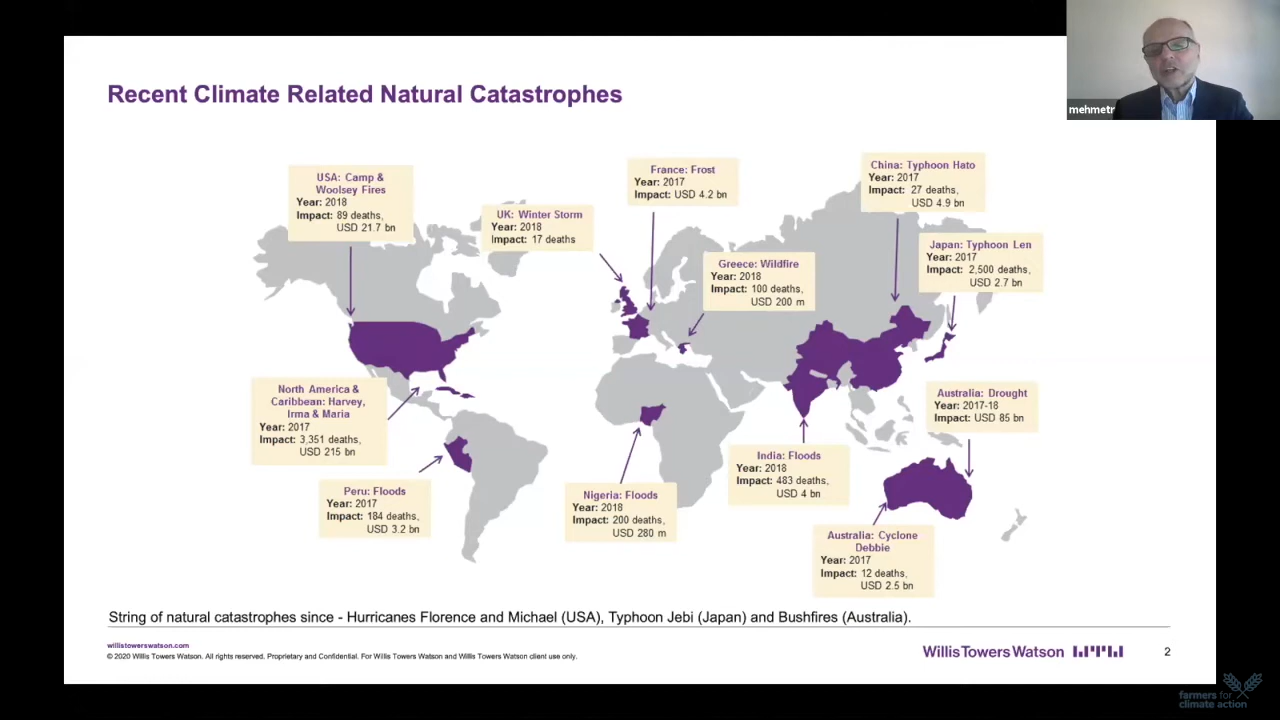 Recent Climate Related Natural Catastrophes
mehmetr
USA: Camp &
Woolsey Fires
Year: 2018
Impact: 89 deaths,
USD 21.7 bn
UK: Winter Storm
Year: 2018
Impact: 17 deaths
France: Frost
Year: 2017
Impact: USD 4.2 bn
Greece: Wildfire
Year: 2018
Impact: 100 deaths,
USD 200 m
China: Typhoon Hato
Year: 2017
Impact: 27 deaths,
USD 4.9 bn
Japan: Typhoon Len
Year: 2017
Impact: 2,500 deaths,
USD 2.7 bn
North America &
Caribbean: Harvey,
Irma & Maria
Year: 2017
Impact: 3,351 deaths,
USD 215 bn
Peru: Floods
Year: 2017
Impact: 184 deaths,
USD 3.2 bn
Nigeria: Floods
Year: 2018
Impact: 200 deaths,
USD 280 m
India: Floods
Year: 2018
Impact: 483 deaths,
USD 4 bn
Australia: Drought
Year: 2017-18
Impact: USD 85 bn
Australia: Cyclone
Debbie
Year: 2017
Impact: 12 deaths,
USD 2.5 bn
String of natural catastrophes since - Hurricanes Florence and Michael (USA), Typhoon Jebi (Japan) and Bushfires (Australia).
willistowerswatson.com
© 2020 Willis Towers Watson. All rights reserved. Proprietary and Confidential. For Willis Towers Watson and Willis Towers Watson client use only.
Willis Towers Watson
2
farmers for
climate action